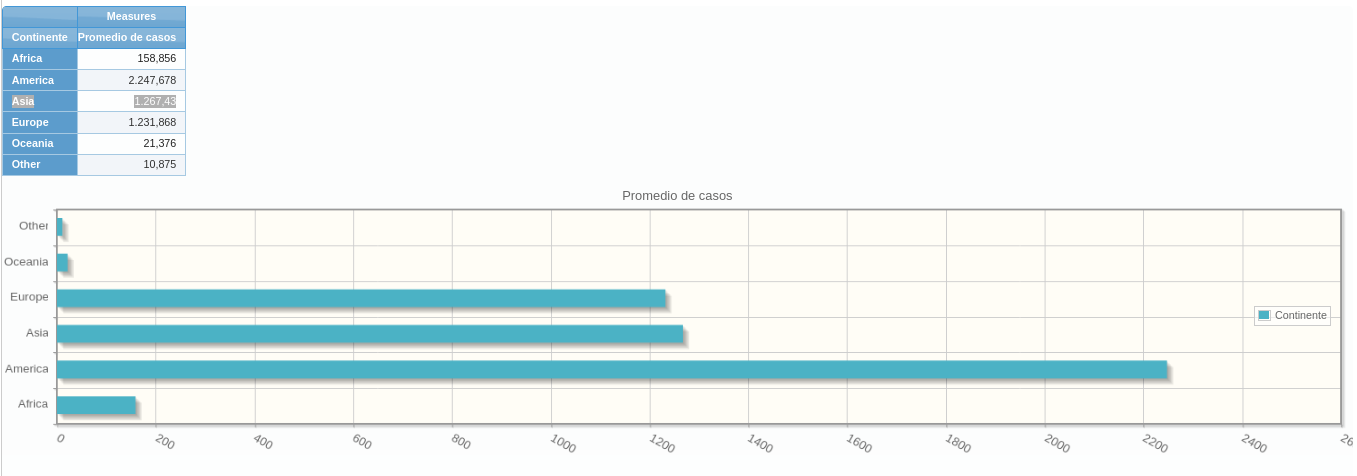 Measures
Continente Promedio de casos
Africa 158,856
America 2.247,678
Asia 1.267,43
Europe 1.231,868
Oceania 21,376
Other 10,875
Promedio de casos
Other
Oceania
Europe
Asia
America
Africa
Continente
0 200 400 600 800 1000 1200 1400 1600 1800 2000 2200 2400 26